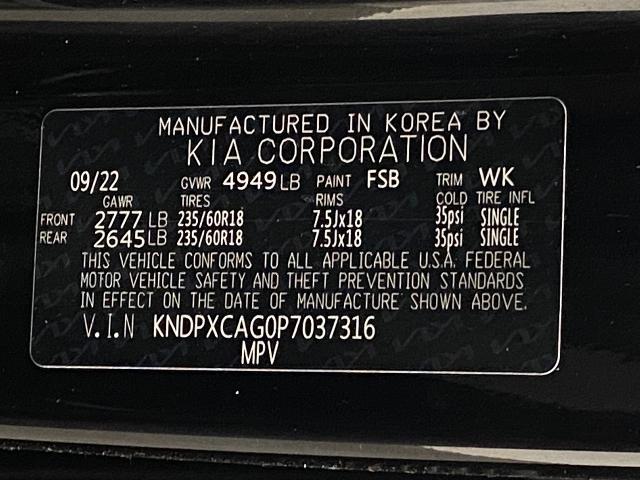 MANUFACTURED IN KOREA BY
KIA CORPORATION
09/22 GVWR 4949 LB PAINT FSB TRIM WK
GAWR TIRES RIMS COLD TIRE INFL
FRONT 2777 LB 235/60R18 7.5Jx18 35psi SINGLE
REAR 2645 LB 235/60R18 7.5Jx18 35psi SINGLE
THIS VEHICLE CONFORMS TO ALL APPLICABLE U.S.A. FEDERAL
MOTOR VEHICLE SAFETY AND THEFT PREVENTION STANDARDS
IN EFFECT ON THE DATE OF MANUFACTURE SHOWN ABOVE.
V.I.N KNDPXCAG0P7037316
MPV